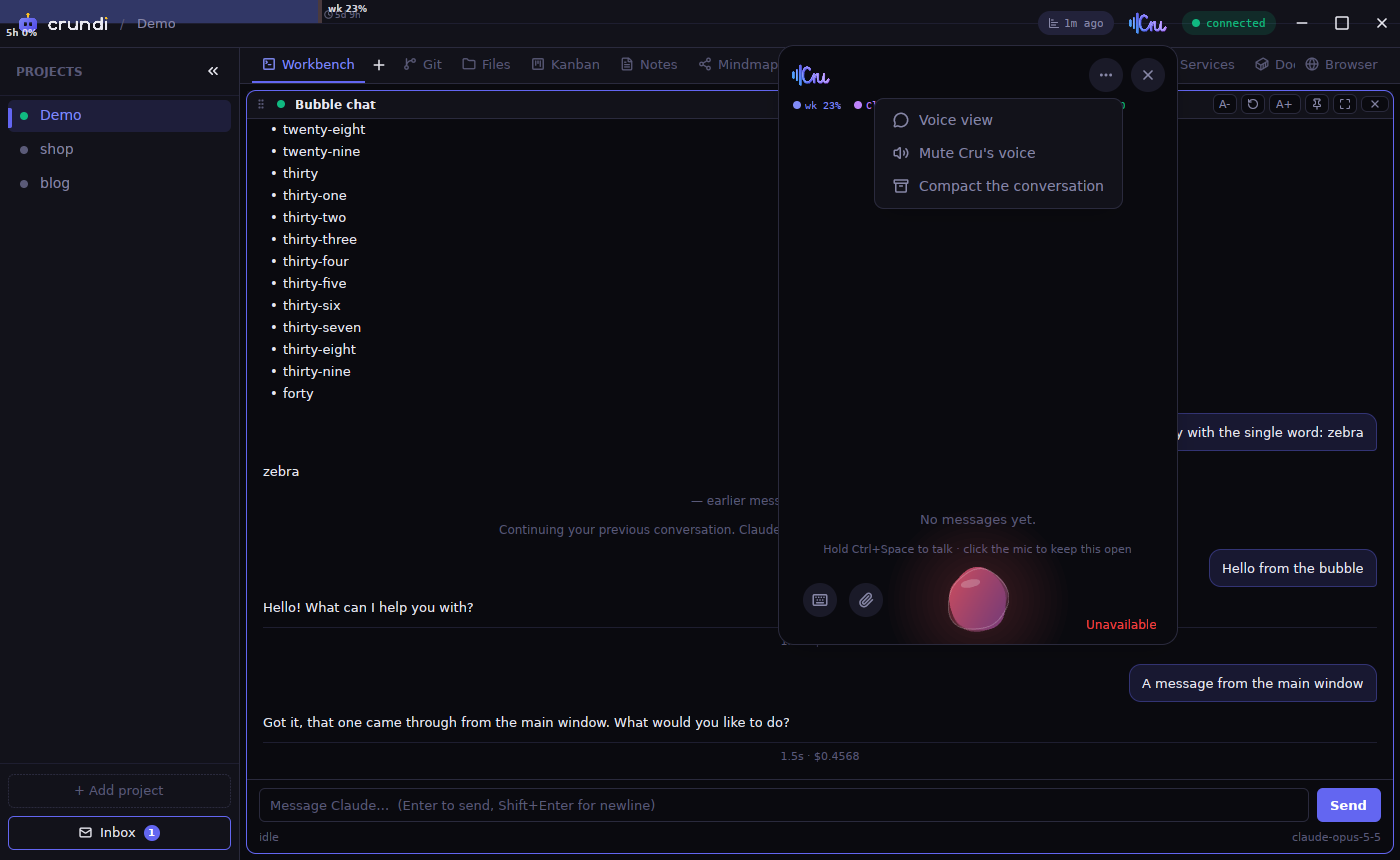 wk 23%
5d 9h
5h 0%
crundi / Demo
1m ago
Cru
connected
PROJECTS
Demo
shop
blog
+ Add project
Inbox 1
Workbench
Git
Files
Kanban
Notes
Mindmap
Services
Browser
Bubble chat
A-
A+
• twenty-eight
• twenty-nine
• thirty
• thirty-one
• thirty-two
• thirty-three
• thirty-four
• thirty-five
• thirty-six
• thirty-seven
• thirty-eight
• thirty-nine
• forty
y with the single word: zebra
zebra
— earlier mess
Continuing your previous conversation. Claude
Hello from the bubble
Hello! What can I help you with?
A message from the main window
Got it, that one came through from the main window. What would you like to do?
1.5s · $0.4568
Message Claude… (Enter to send, Shift+Enter for newline)
Send
idle
claude-opus-5-5
Cru
wk 23%
Voice view
Mute Cru's voice
Compact the conversation
No messages yet.
Hold Ctrl+Space to talk · click the mic to keep this open
Unavailable